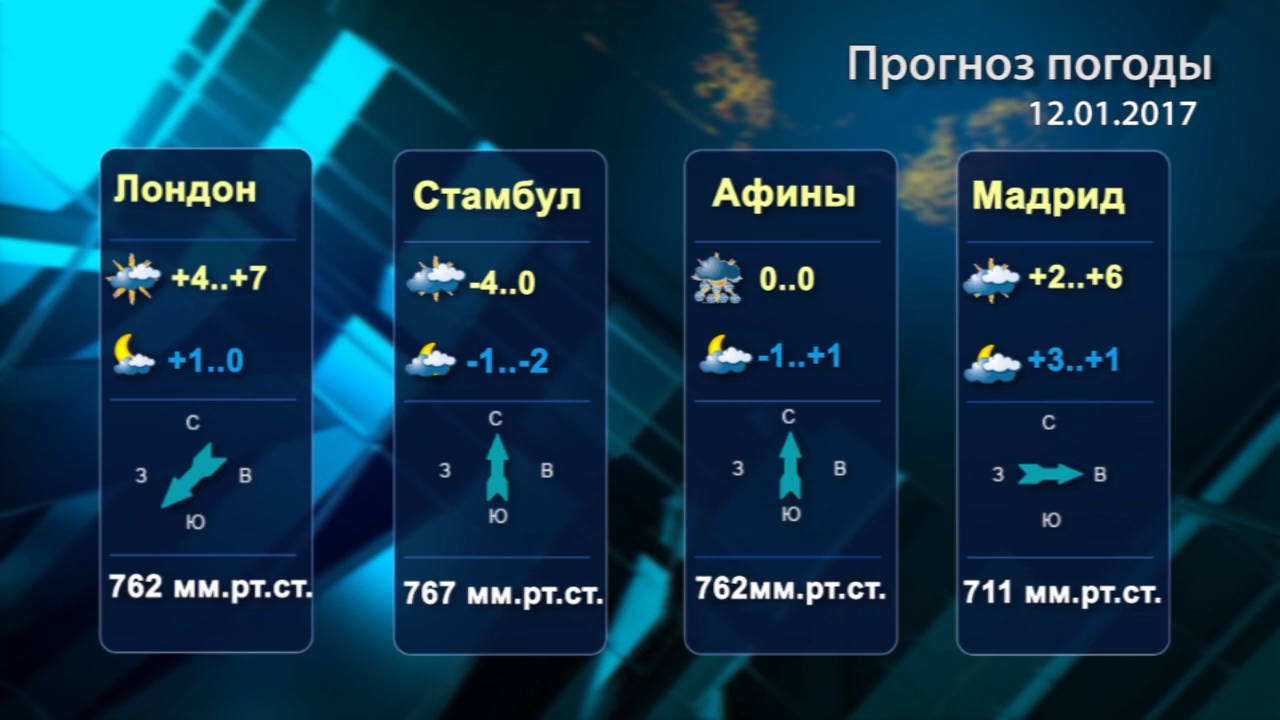 Прогноз погоды
12.01.2017
Лондон
+4..+7
+1..0
С
З
В
Ю
762 мм.рт.ст.
Стамбул
-4..0
-1..-2
С
З
В
Ю
767 мм.рт.ст.
Афины
0..0
-1..+1
С
З
В
Ю
762мм.рт.ст.
Мадрид
+2..+6
+3..+1
С
З
В
Ю
711 мм.рт.ст.